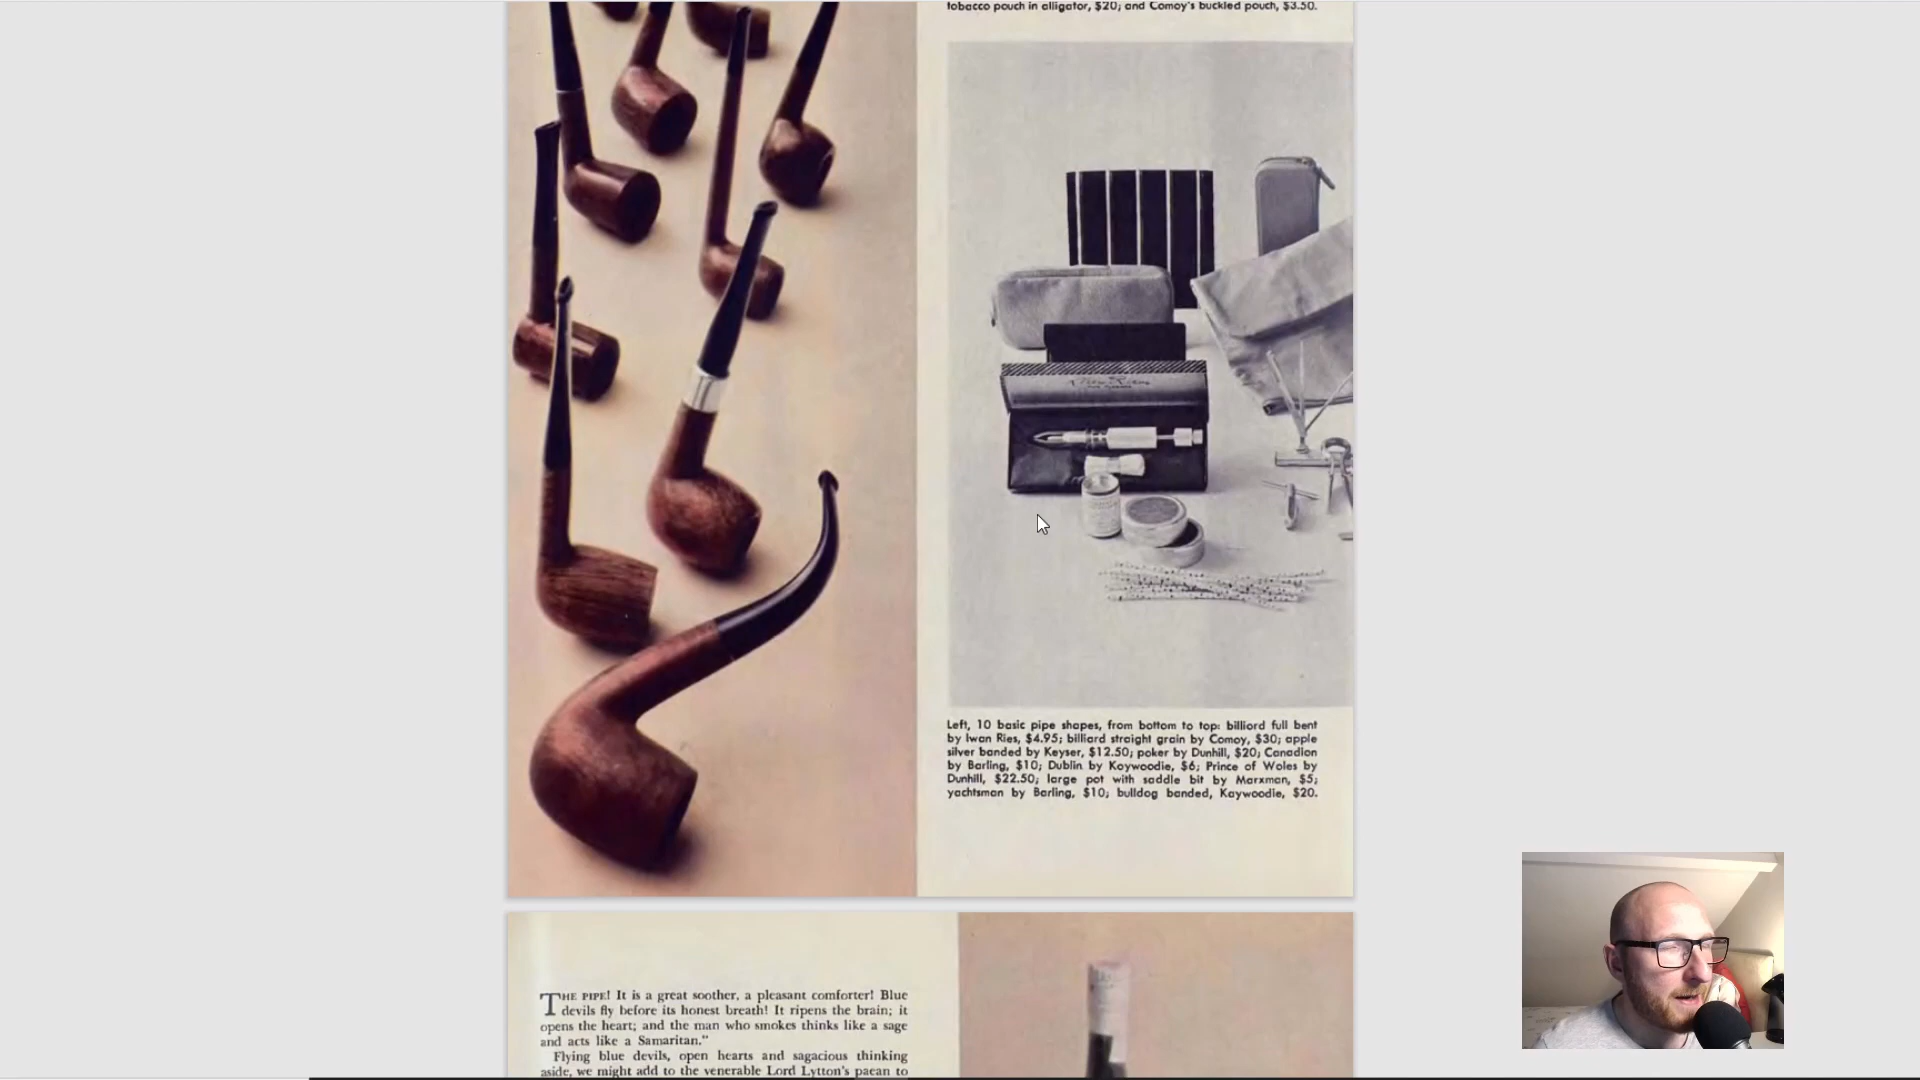 tobacco pouch in alligator, $20; and Comoy's buckled pouch, $3.50.
Left, 10 basic pipe shapes, from bottom to top: billiord full bent
by Iwan Ries, $4.95; billiard straight grain by Comoy, $30; apple
silver banded by Keyser, $12.50; poker by Dunhill, $20; Canadian
by Barling, $10; Dublin by Kaywoodie, $6; Prince of Wales by
Dunhill, $22.50; large pot with saddle bit by Marxman, $5;
yachtsman by Barling, $10; bulldog banded, Kaywoodie, $20.
THE PIPE! It is a great soother, a pleasant comforter! Blue
devils fly before its honest breath! It ripens the brain; it
opens the heart; and the man who smokes thinks like a sage
and acts like a Samaritan."
Flying blue devils, open hearts and sagacious thinking
aside, we might add to the venerable Lord Lytton's paean to